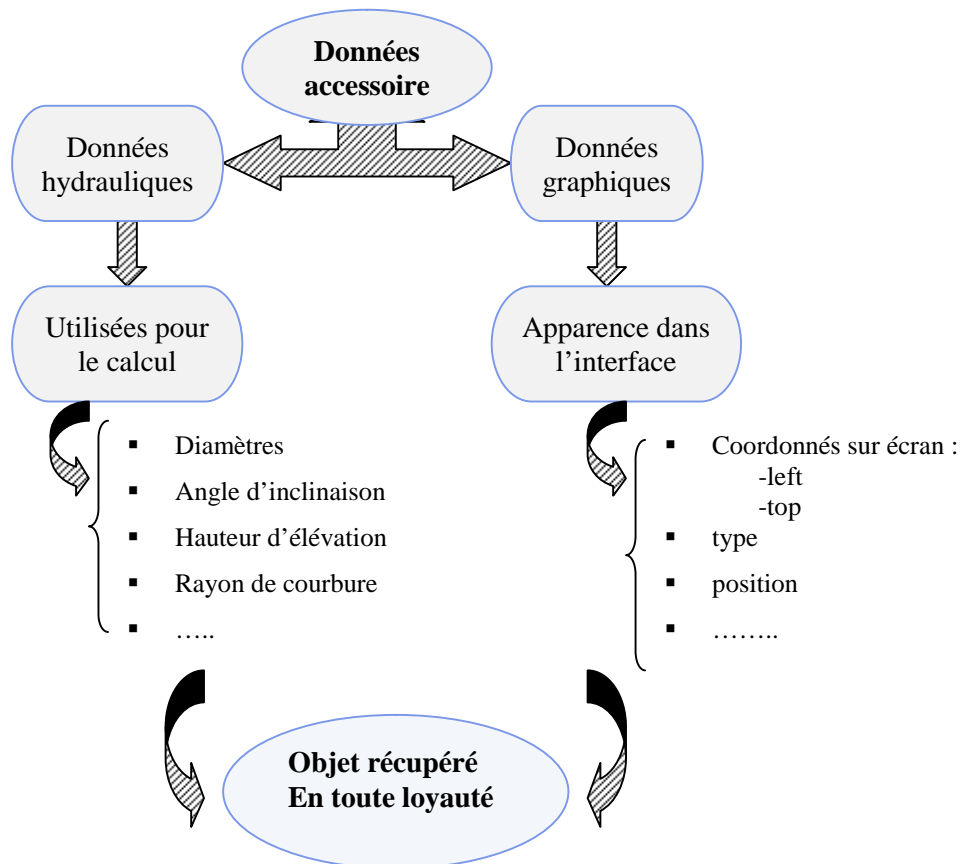 Données
accessoire
Données
hydrauliques
Données
graphiques
Utilisées pour
le calcul
Apparence dans
l’interface
▪ Diamètres
▪ Angle d’inclinaison
▪ Hauteur d’élévation
▪ Rayon de courbure
▪ …..
▪ Coordonnés sur écran :
-left
-top
▪ type
▪ position
▪ ……..
Objet récupéré
En toute loyauté